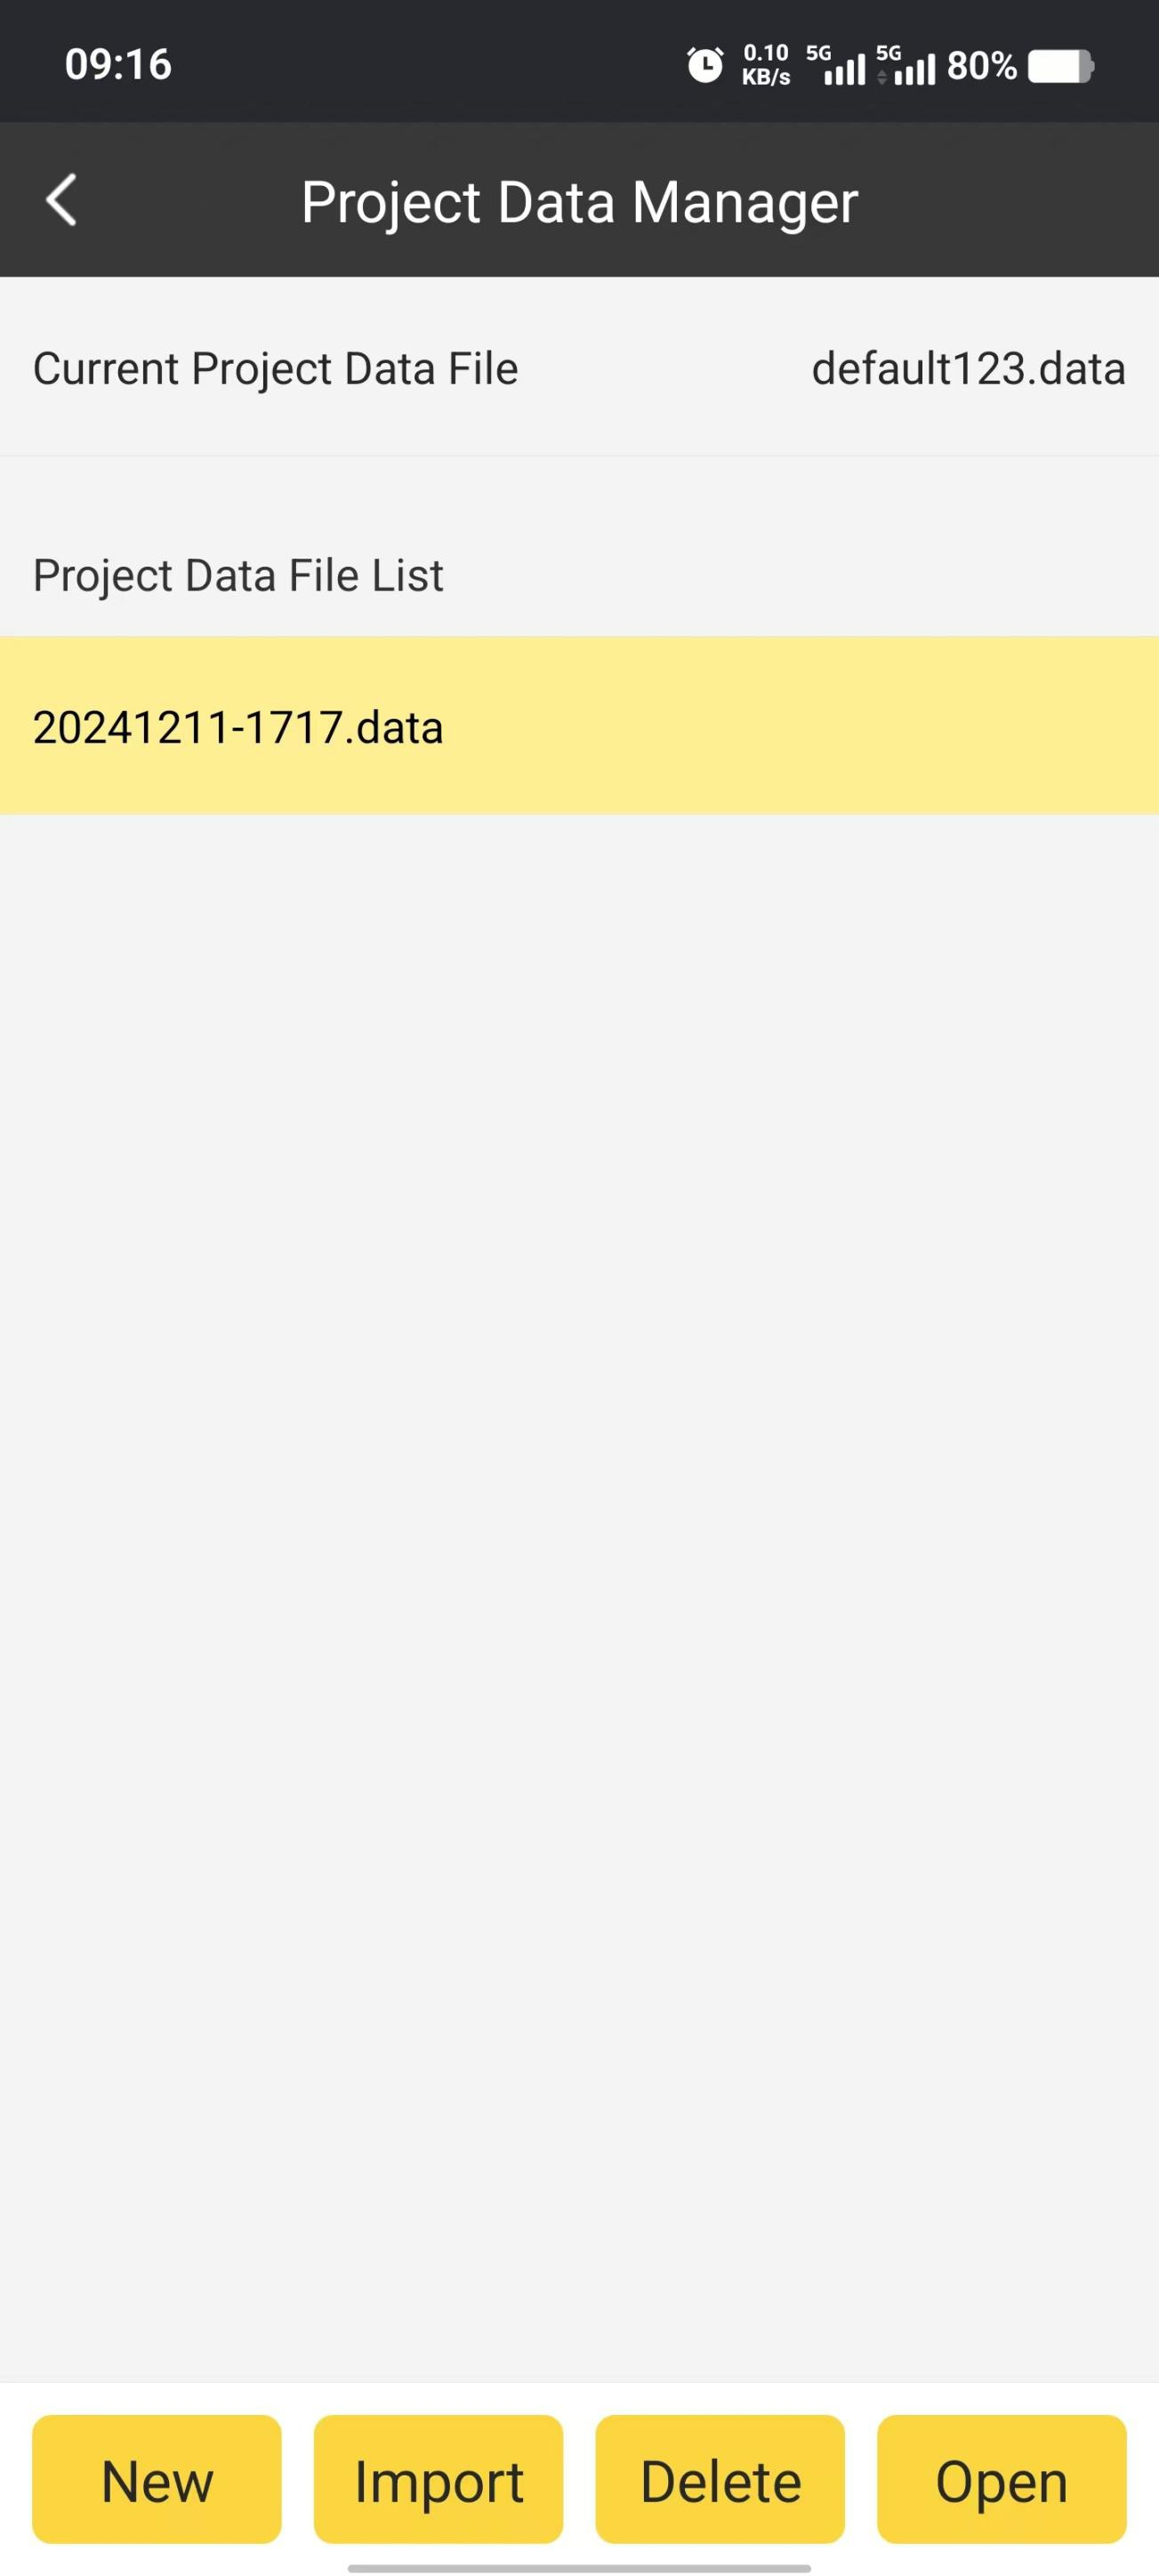 09:16
0.10
KB/s
5G
5G
80%
Project Data Manager
Current Project Data File
default123.data
Project Data File List
20241211-1717.data
New
Import
Delete
Open